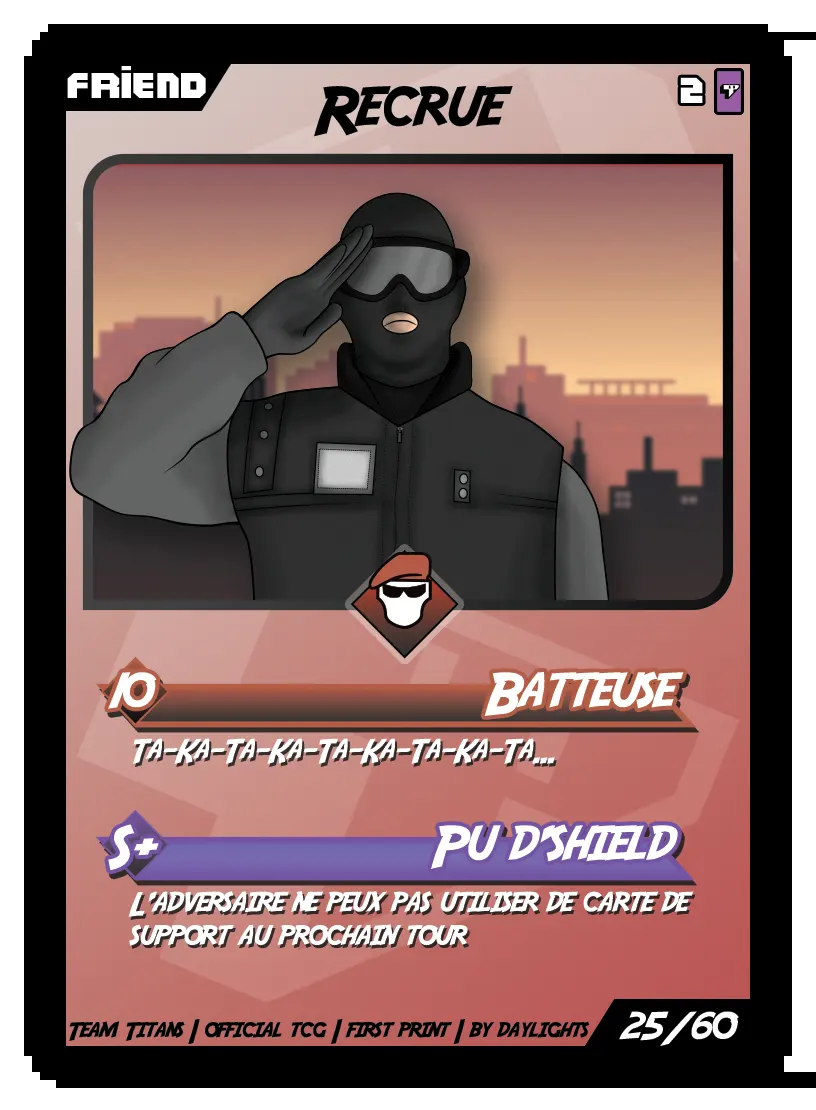 FRiEND
RECRUE
2
10
BATTEUSE
TA-KA-TA-KA-TA-KA-TA-KA-TA...
S+
PU D'SHIELD
L'ADVERSAIRE NE PEUX PAS UTILISER DE CARTE DE
SUPPORT AU PROCHAIN TOUR
TEAM TITANS | OFFICIAL TCG | FIRST PRINT | BY DAYLIGHTS
25/60